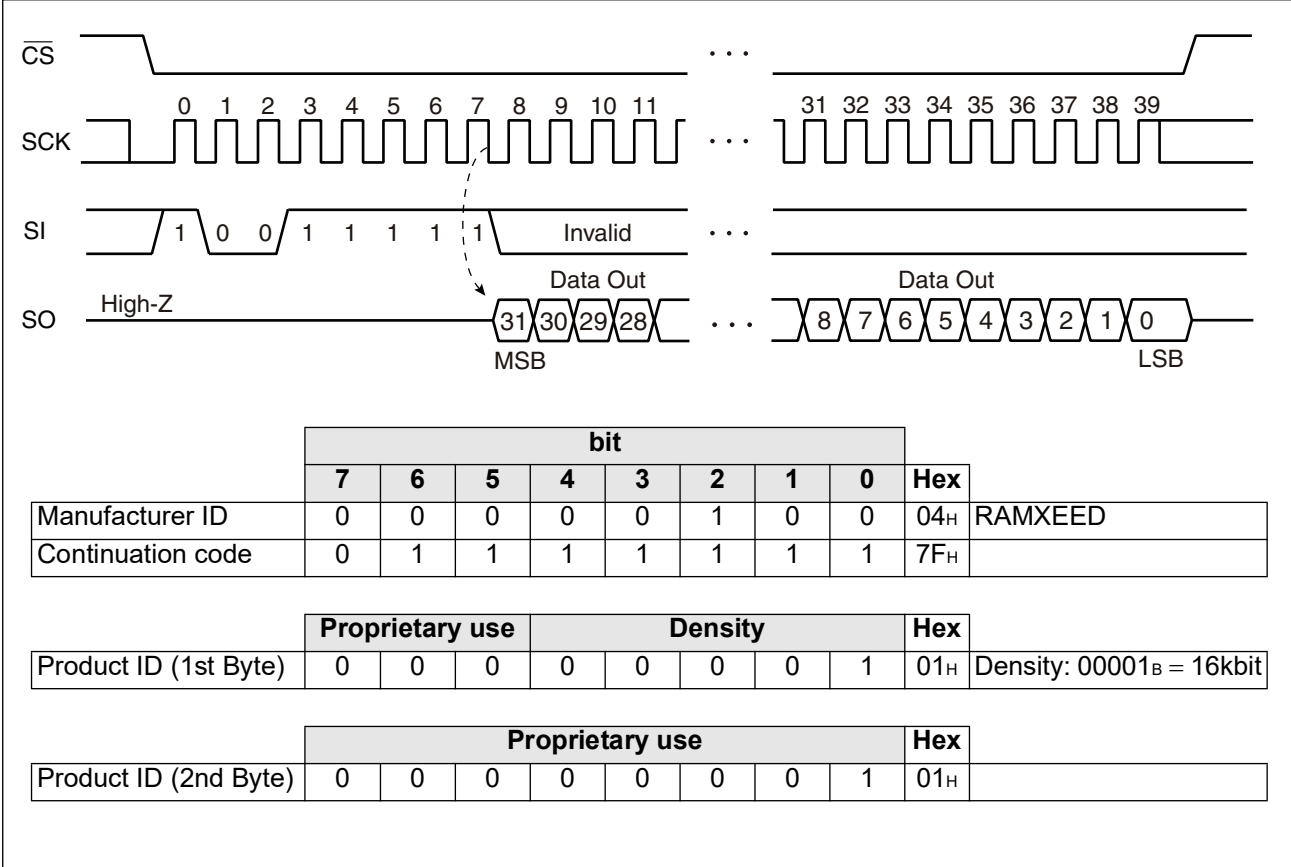 CS
. . .
0 1 2 3 4 5 6 7 8 9 10 11 31 32 33 34 35 36 37 38 39
SCK . . .
SI 1 0 0 1 1 1 1 1 Invalid . . .
Data Out Data Out
High-Z
SO 31 30 29 28 . . . 8 7 6 5 4 3 2 1 0
MSB LSB
bit
7 6 5 4 3 2 1 0 Hex
Manufacturer ID 0 0 0 0 0 1 0 0 04H RAMXEED
Continuation code 0 1 1 1 1 1 1 1 7FH
Proprietary use Density Hex
Product ID (1st Byte) 0 0 0 0 0 0 0 1 01H Density: 00001B = 16kbit
Proprietary use Hex
Product ID (2nd Byte) 0 0 0 0 0 0 0 1 01H